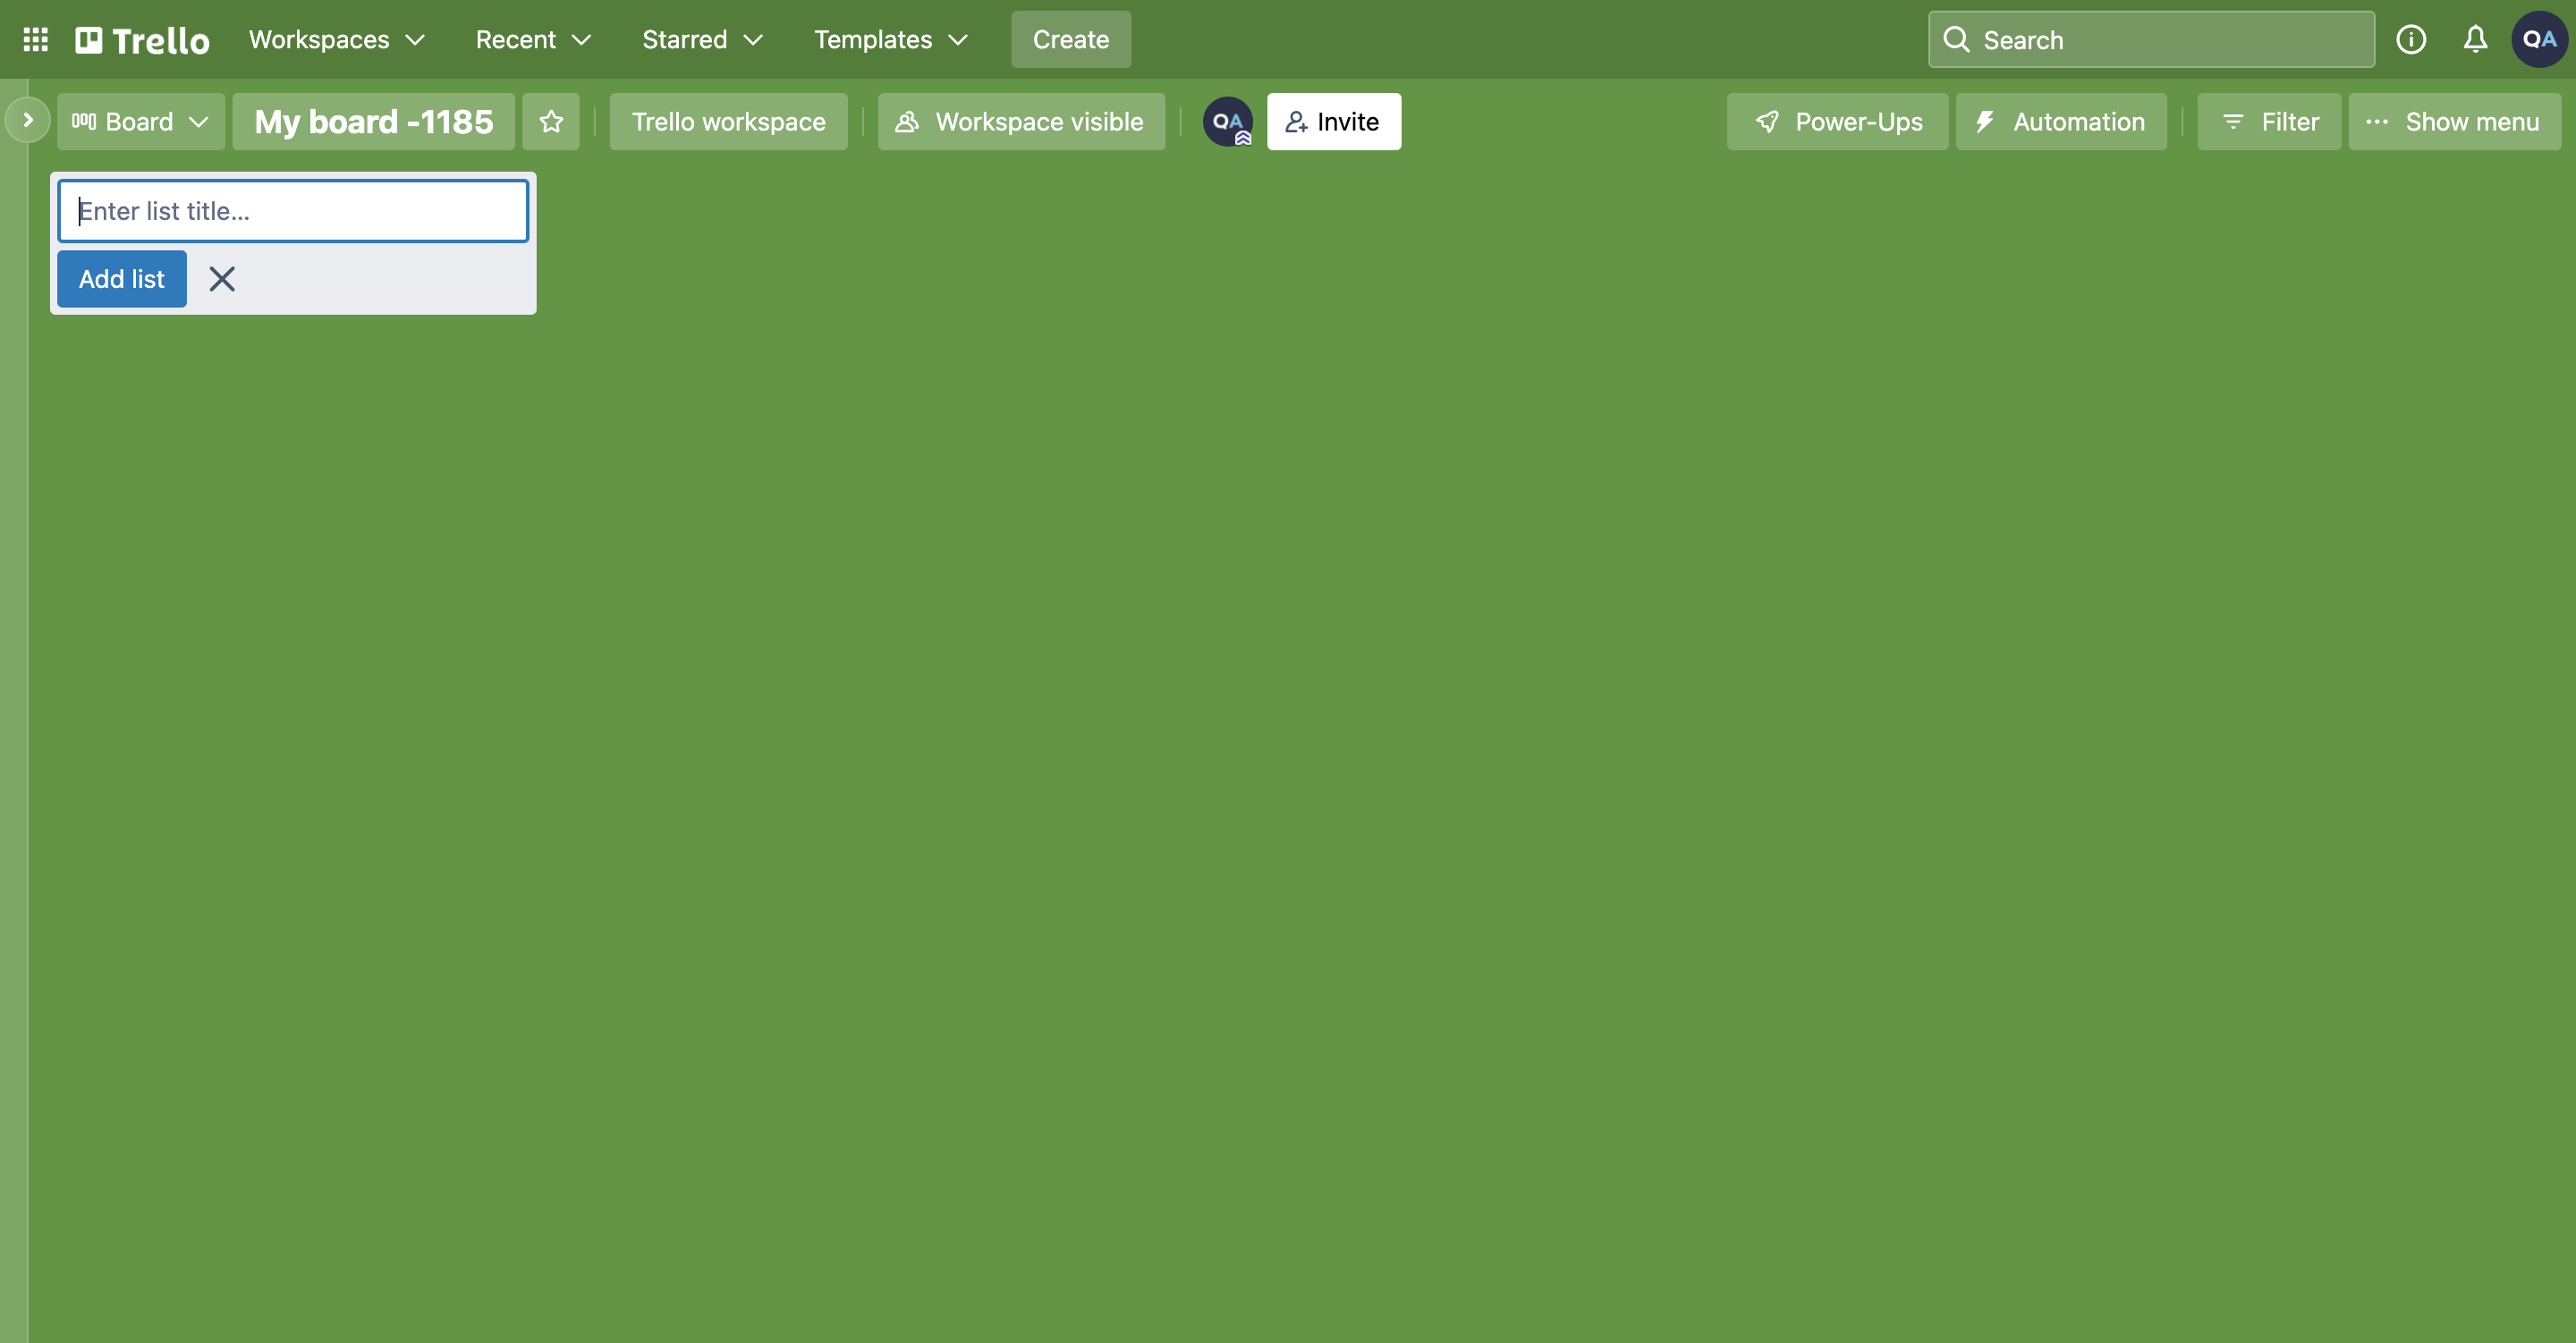 Trello Workspaces Recent Starred Templates Create Search QA
Board My board -1185 Trello workspace Workspace visible QA Invite Power-Ups Automation Filter ... Show menu
Enter list title...
Add list